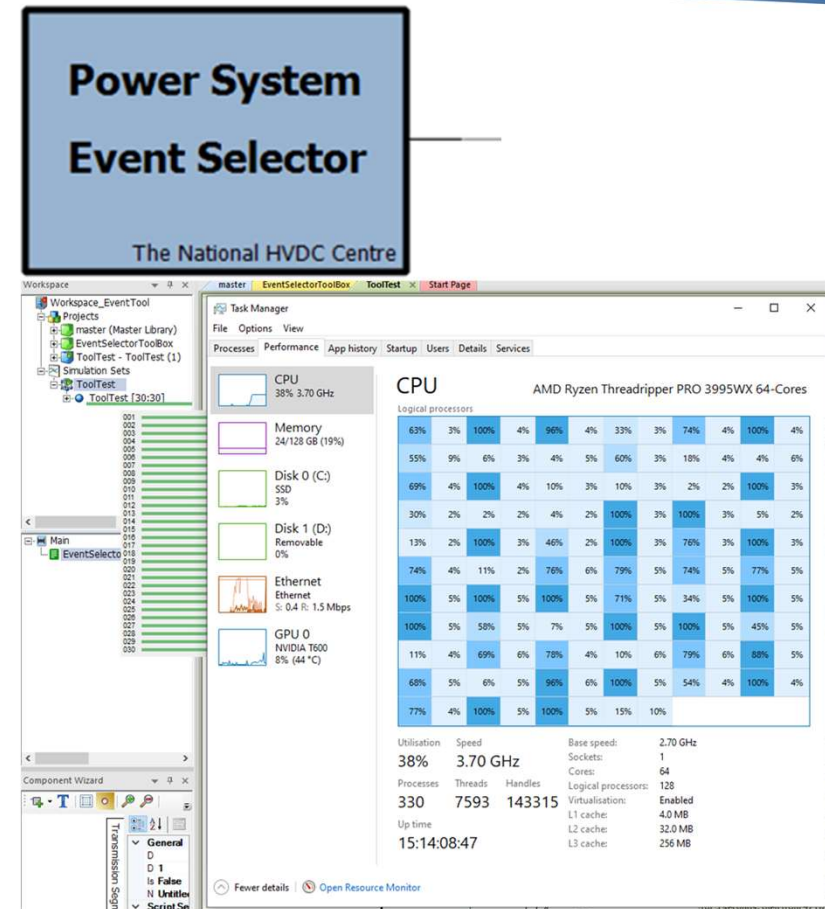 Power System
Event Selector
The National HVDC Centre
Workspace
master EventSelectorToolBox ToolTest × Start Page
Workspace_EventTool
Projects
master (Master Library)
EventSelectorToolBox
ToolTest - ToolTest (1)
Simulation Sets
ToolTest
ToolTest [30:30]
001
002
003
004
005
006
007
008
009
010
011
012
013
014
015
016
017
018
019
020
021
022
023
024
025
026
027
028
029
030
Main
EventSelecto
Component Wizard
Transmission Segm
General
D
D 1
Is False
N Untitle
Script Se
Task Manager
File Options View
Processes Performance App history Startup Users Details Services
CPU
38% 3.70 GHz
Memory
24/128 GB (19%)
Disk 0 (C:)
SSD
3%
Disk 1 (D:)
Removable
0%
Ethernet
Ethernet
S: 0.4 R: 1.5 Mbps
GPU 0
NVIDIA T600
8% (44 °C)
CPU AMD Ryzen Threadripper PRO 3995WX 64-Cores
Logical processors
63% 3% 100% 4% 96% 4% 33% 3% 74% 4% 100% 4%
55% 9% 6% 3% 4% 5% 60% 3% 18% 4% 4% 6%
69% 4% 100% 4% 10% 3% 10% 3% 2% 2% 100% 3%
30% 2% 2% 2% 4% 2% 100% 3% 100% 3% 5% 2%
13% 2% 100% 3% 46% 2% 100% 3% 76% 3% 100% 3%
74% 4% 11% 2% 76% 6% 79% 5% 74% 5% 77% 5%
100% 5% 100% 5% 100% 5% 71% 5% 34% 5% 100% 5%
100% 5% 58% 5% 7% 5% 100% 5% 100% 5% 45% 5%
11% 4% 69% 6% 78% 4% 10% 6% 79% 6% 88% 5%
68% 5% 6% 5% 96% 6% 100% 5% 54% 4% 100% 4%
77% 4% 100% 5% 100% 5% 15% 10%
Utilisation Speed
38% 3.70 GHz
Processes Threads Handles
330 7593 143315
Up time
15:14:08:47
Base speed: 2.70 GHz
Sockets: 1
Cores: 64
Logical processors: 128
Virtualisation: Enabled
L1 cache: 4.0 MB
L2 cache: 32.0 MB
L3 cache: 256 MB
Fewer details Open Resource Monitor